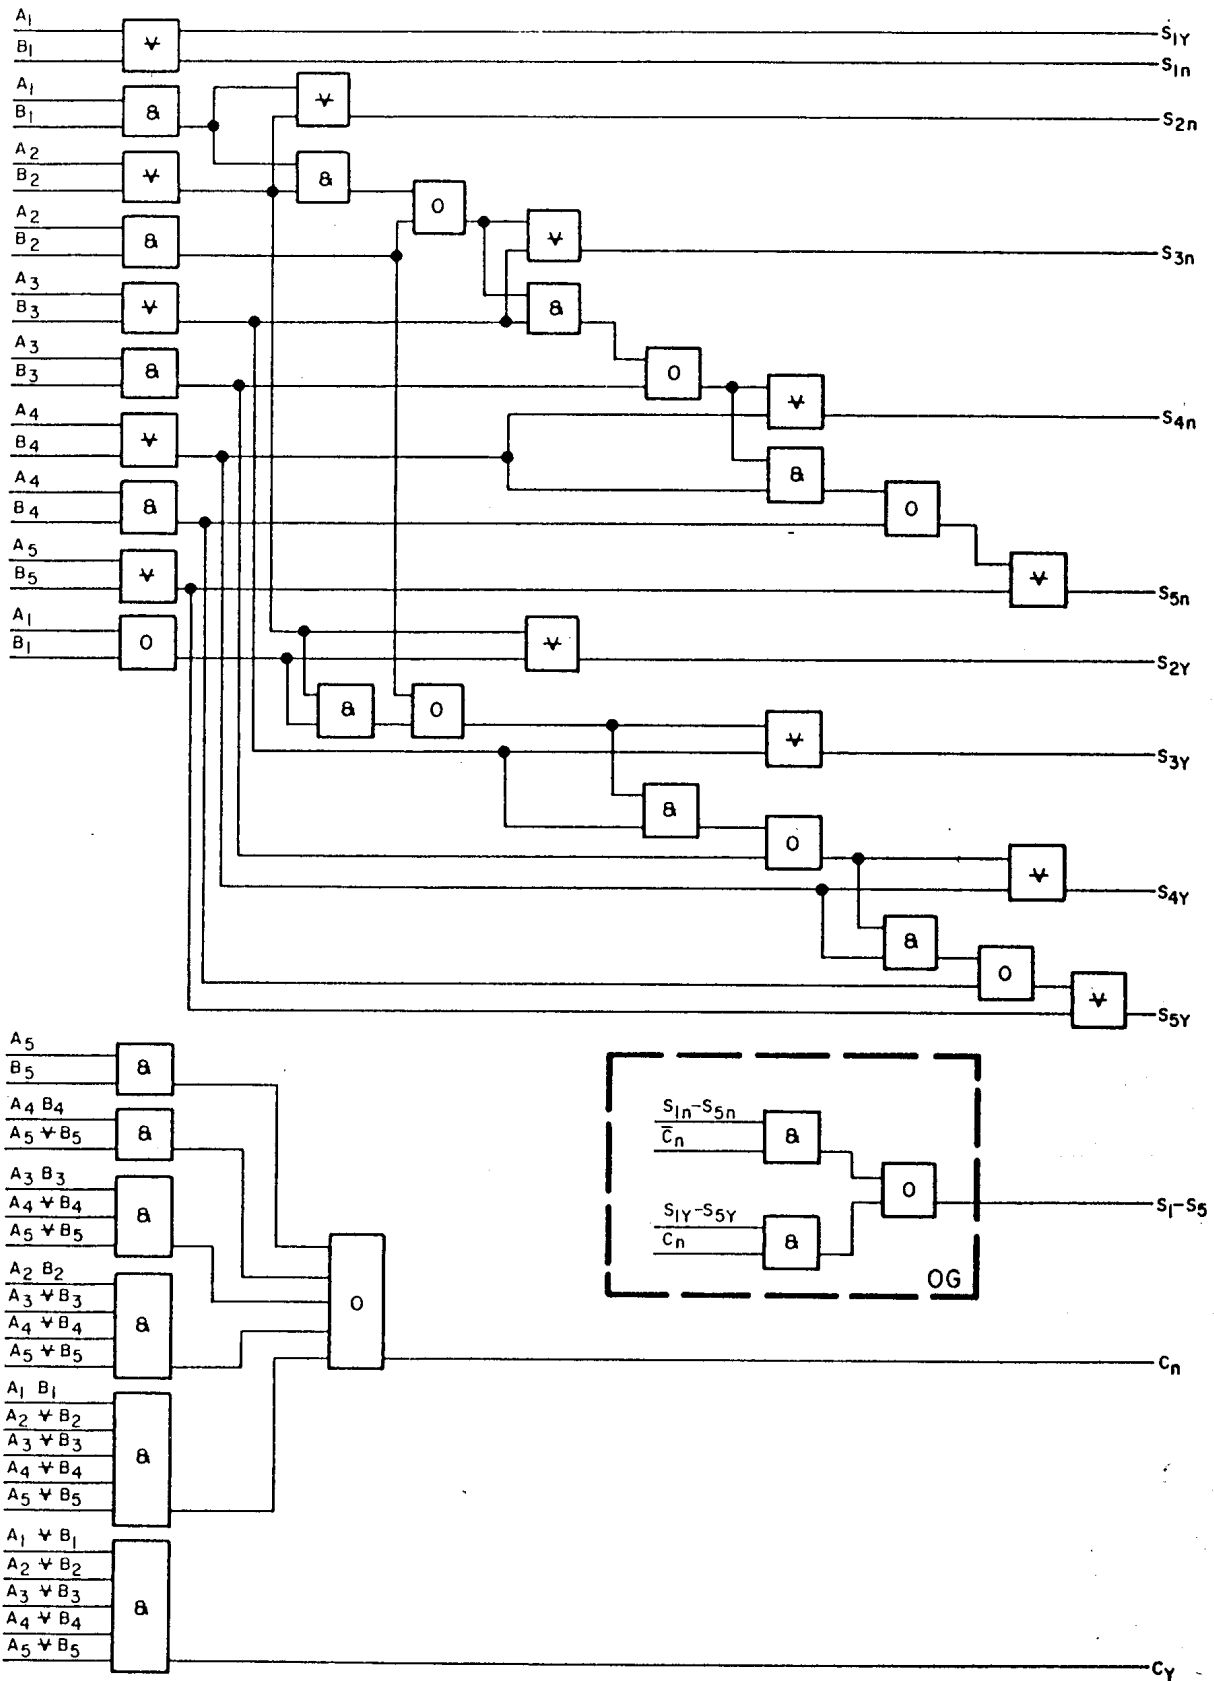 A1
B1
⊻
S1Y
S1n
A1
B1
&
⊻
S2n
A2
B2
⊻
&
O
A2
B2
&
⊻
S3n
A3
B3
⊻
&
A3
B3
&
O
⊻
S4n
A4
B4
⊻
&
A4
B4
&
O
A5
B5
⊻
⊻
S5n
A1
B1
O
⊻
S2Y
&
O
⊻
S3Y
&
O
⊻
S4Y
&
O
⊻
S5Y
A5
B5
&
A4 B4
A5 ⊻ B5
&
A3 B3
A4 ⊻ B4
A5 ⊻ B5
&
A2 B2
A3 ⊻ B3
A4 ⊻ B4
A5 ⊻ B5
&
O
Cn
A1 B1
A2 ⊻ B2
A3 ⊻ B3
A4 ⊻ B4
A5 ⊻ B5
&
A1 ⊻ B1
A2 ⊻ B2
A3 ⊻ B3
A4 ⊻ B4
A5 ⊻ B5
&
CY
S1n–S5n
C̅n
&
O
S1–S5
S1Y–S5Y
Cn
&
OG